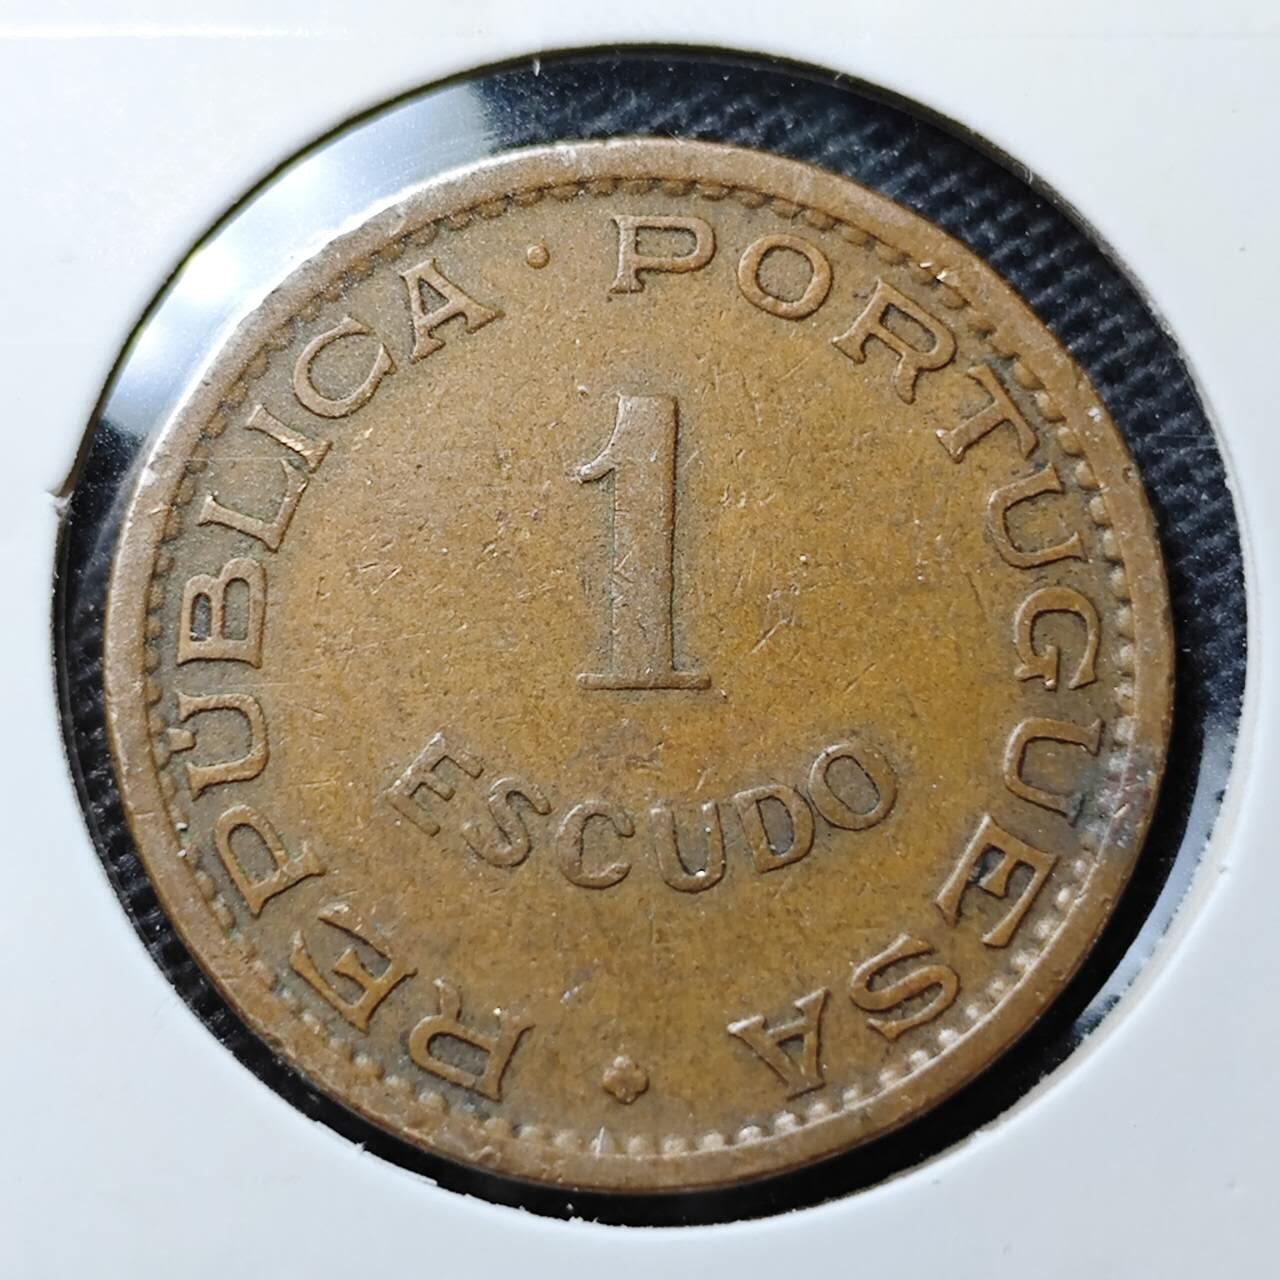 REPÚBLICA · PORTUGUESA
1
ESCUDO